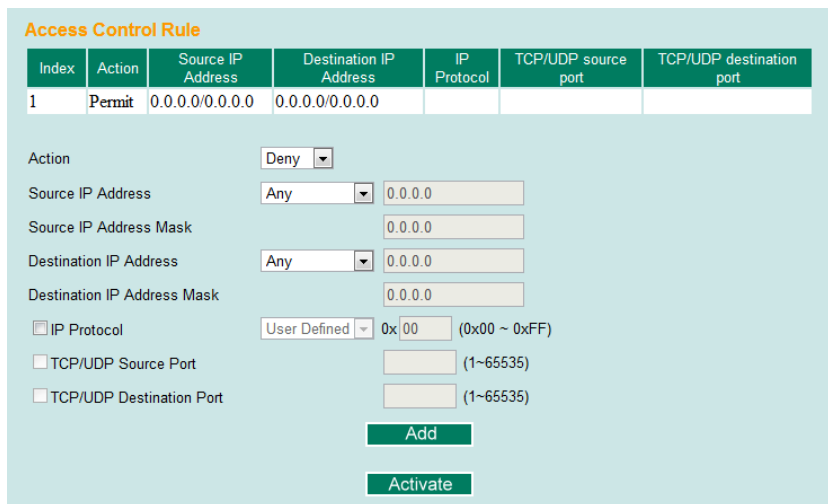 Access Control Rule
Index Action Source IP Address Destination IP Address IP Protocol TCP/UDP source port TCP/UDP destination port
1 Permit 0.0.0.0/0.0.0.0 0.0.0.0/0.0.0.0
Action Deny
Source IP Address Any 0.0.0.0
Source IP Address Mask 0.0.0.0
Destination IP Address Any 0.0.0.0
Destination IP Address Mask 0.0.0.0
IP Protocol User Defined 0x 00 (0x00 ~ 0xFF)
TCP/UDP Source Port (1~65535)
TCP/UDP Destination Port (1~65535)
Add
Activate